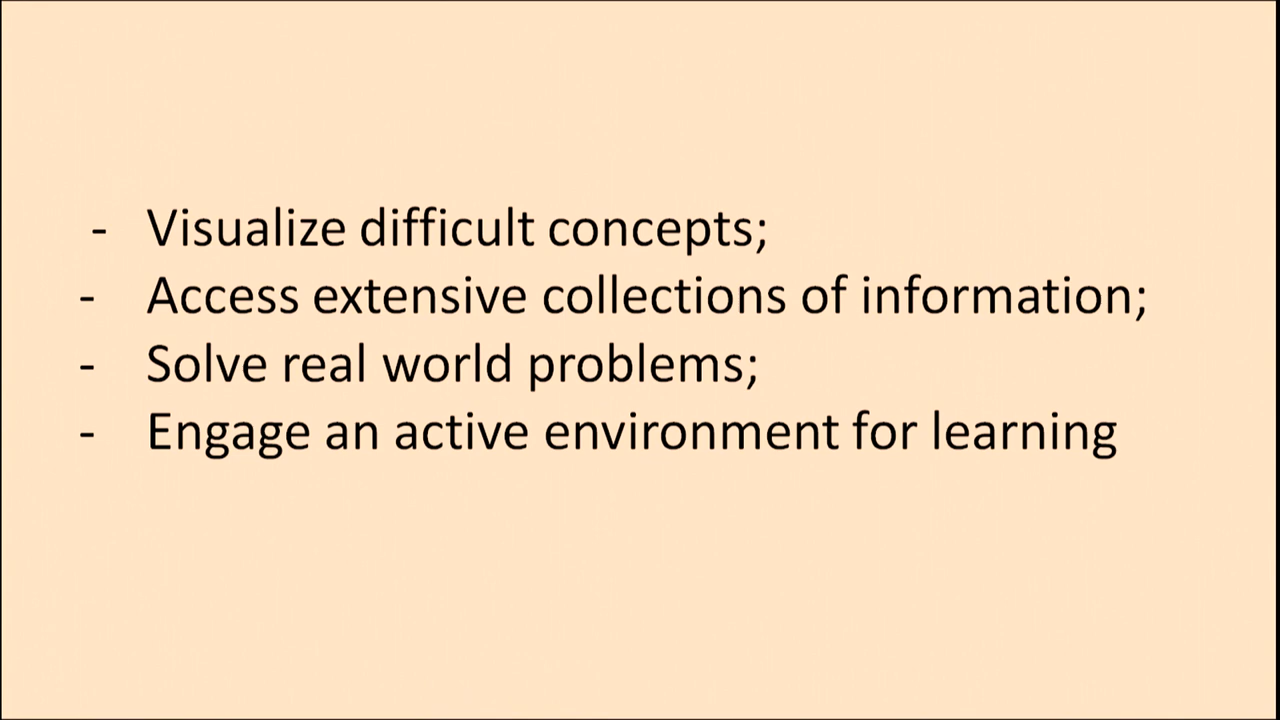 - Visualize difficult concepts;
- Access extensive collections of information;
- Solve real world problems;
- Engage an active environment for learning